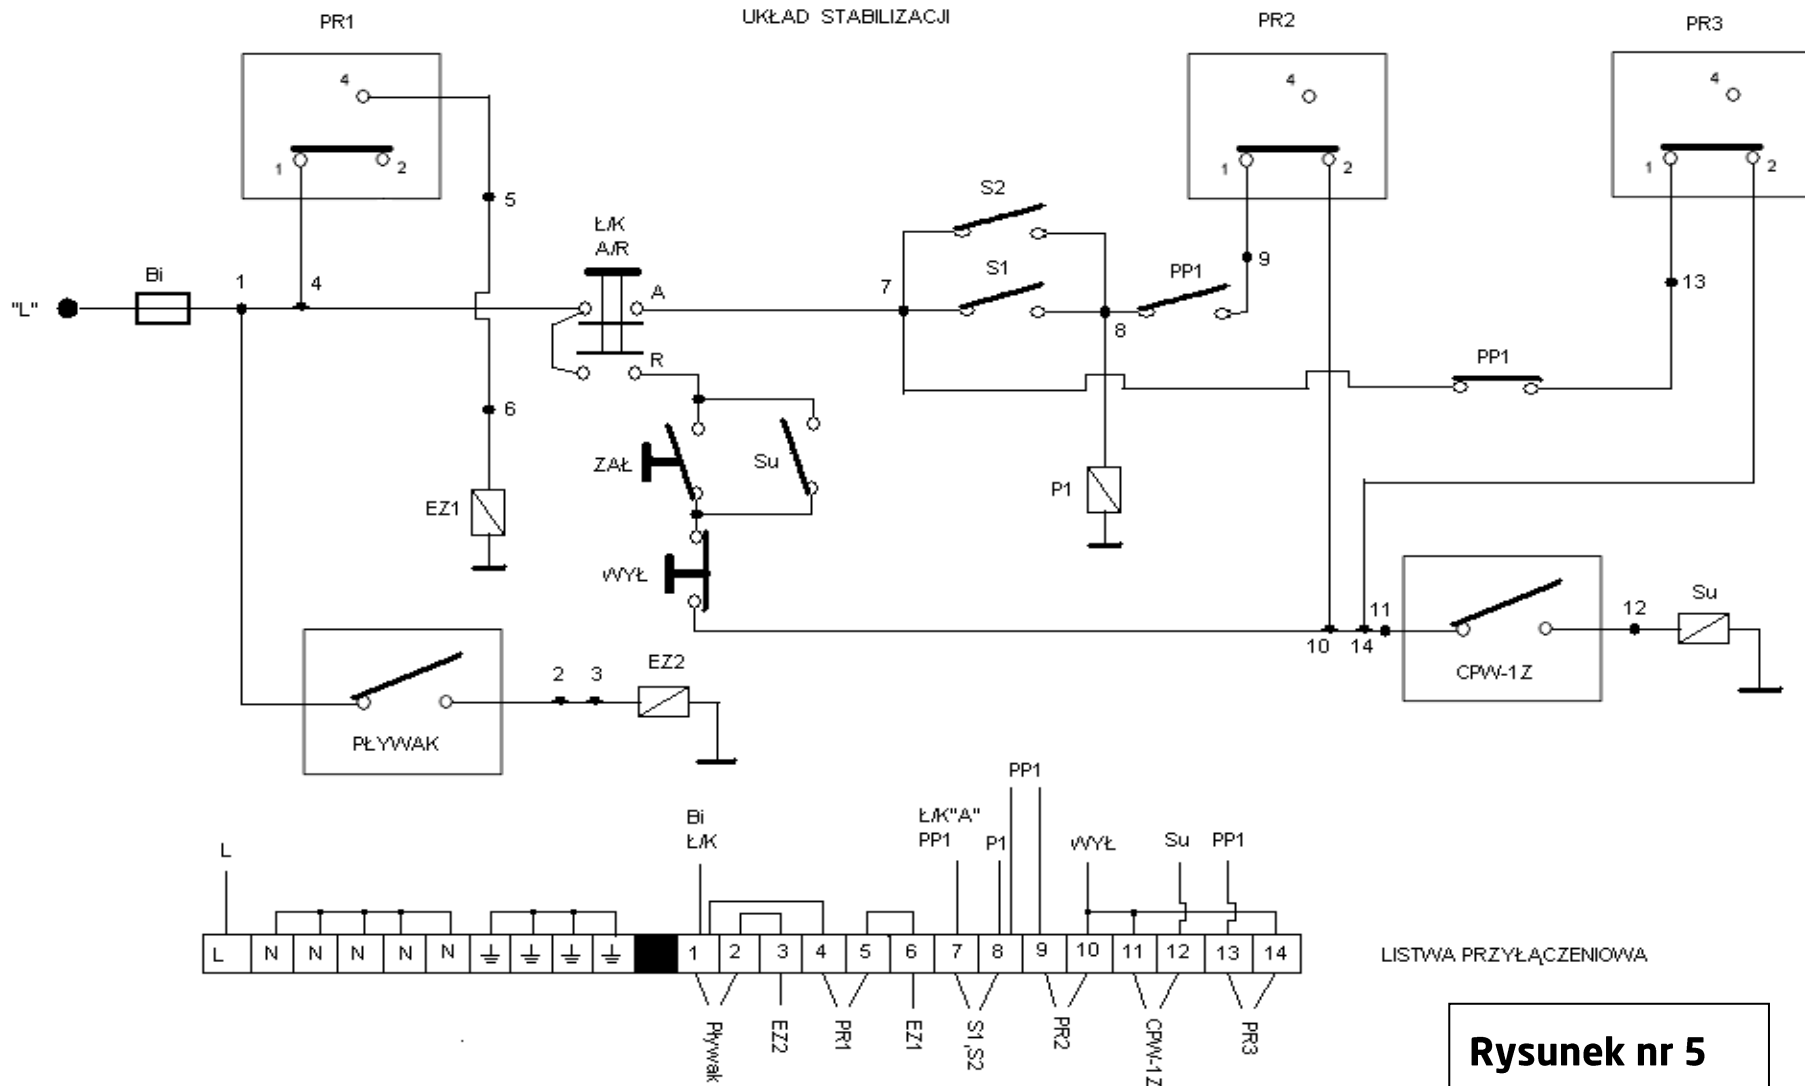 UKŁAD STABILIZACJI
PR1
PR2
PR3
4
1
2
5
4
1
2
9
4
1
2
13
"L"
Bi
1
4
Ł/K
A/R
A
R
7
S2
S1
8
PP1
PP1
6
EZ1
ZAŁ
Su
WYŁ
P1
10
14
11
12
Su
CPW-1Z
PŁYWAK
2
3
EZ2
L
Bi
Ł/K
Ł/K"A"
PP1
P1
PP1
WYŁ
Su
PP1
L N N N N N 1 2 3 4 5 6 7 8 9 10 11 12 13 14
LISTWA PRZYŁĄCZENIOWA
Pływak
EZ2
PR1
EZ1
S1,S2
PR2
CPW-1Z
PR3
Rysunek nr 5